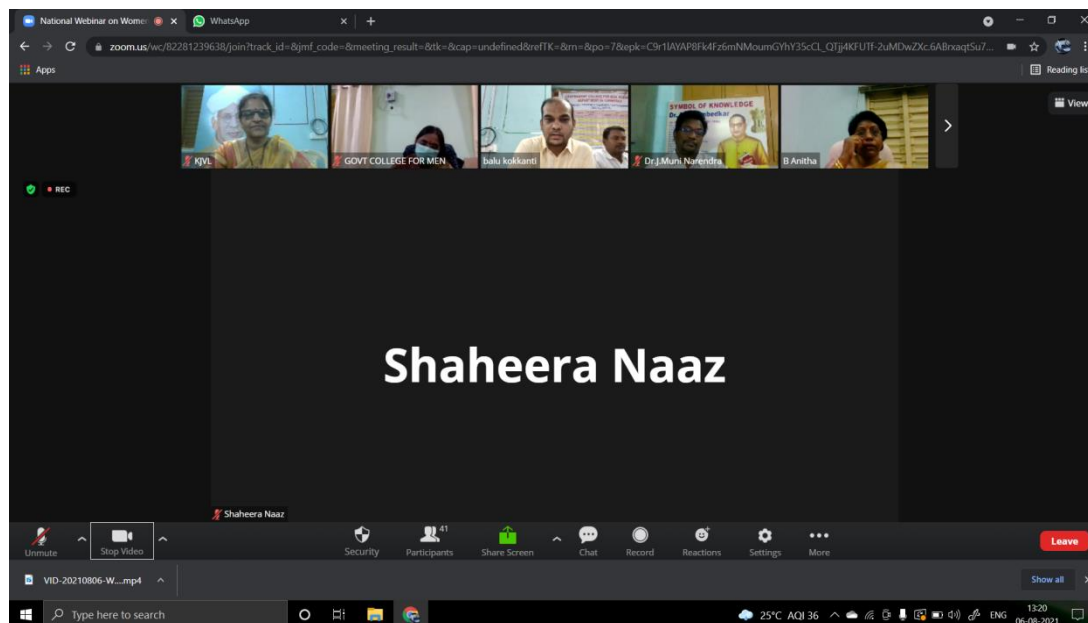 National Webinar on Wome
WhatsApp
zoom.us/wc/82281239638/join?track_id=&jmf_code=&meeting_result=&tk=&cap=undefined&refTK=&rn=&po=7&epk=
Apps
Reading lis
SYMBOL OF KNOWLEDGE
View
KJVL
GOVT COLLEGE FOR MEN
balu kokkanti
Dr.J.Muni Narendra
B Anitha
REC
Shaheera Naaz
Shaheera Naaz
41
Unmute
Stop Video
Security
Participants
Share Screen
Chat
Record
Reactions
Settings
More
Leave
VID-20210806-W....mp4
Show all
Type here to search
25°C AQI 36
ENG
13:20
06-08-2021